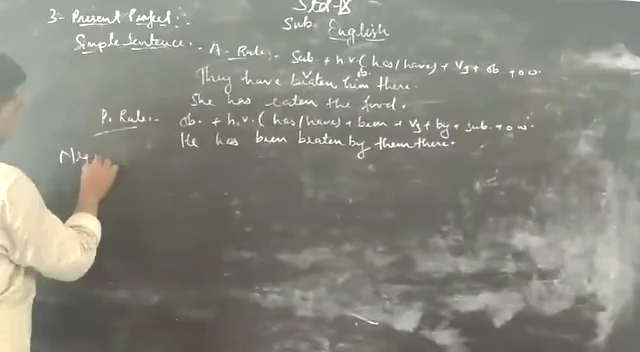 Std-IX
Sub. English
3- Present Perfect :-
Simple Sentence :- A. Rule:- Sub. + h.v. (has/have) + V3 + ob. + o.w.
They have beaten him there.
She has eaten the food.
P. Rule:- ob. + h.v. (has/have) + been + V3 + by + sub. + o.w.
He has been beaten by them there.